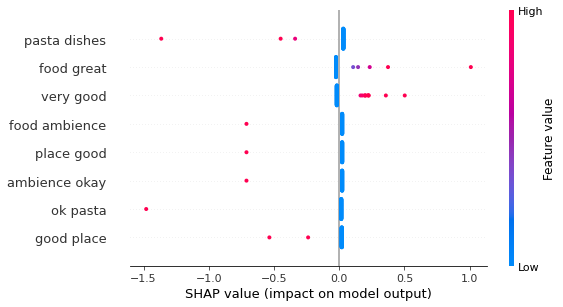 High
pasta dishes
food great
very good
food ambience
place good
ambience okay
ok pasta
good place
Feature value
Low
−1.5 −1.0 −0.5 0.0 0.5 1.0
SHAP value (impact on model output)